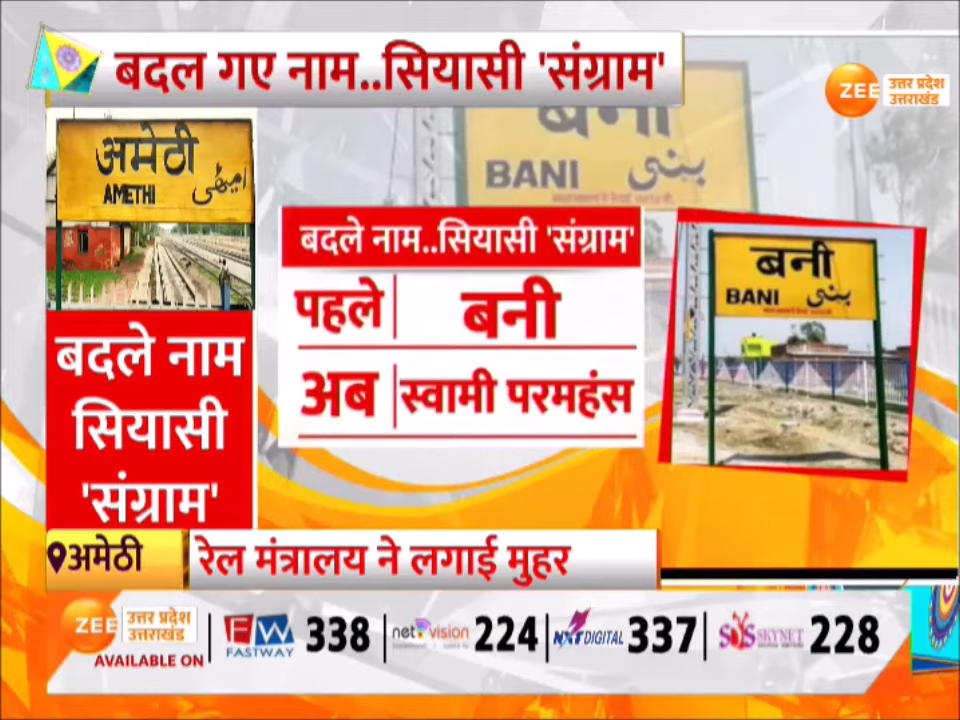 बदल गए नाम..सियासी 'संग्राम'
ZEE उत्तर प्रदेश
उत्तराखंड
बनी
BANI بنی
अमेठी
AMETHI امیٹھی
बदले नाम..सियासी 'संग्राम'
पहले बनी
अब स्वामी परमहंस
बनी
BANI بنی
बदले नाम
सियासी
'संग्राम'
अमेठी रेल मंत्रालय ने लगाई मुहर
ZEE उत्तर प्रदेश
उत्तराखंड
AVAILABLE ON
FW
FASTWAY
338
net vision
224
NXT DIGITAL 337
SKYNET
228